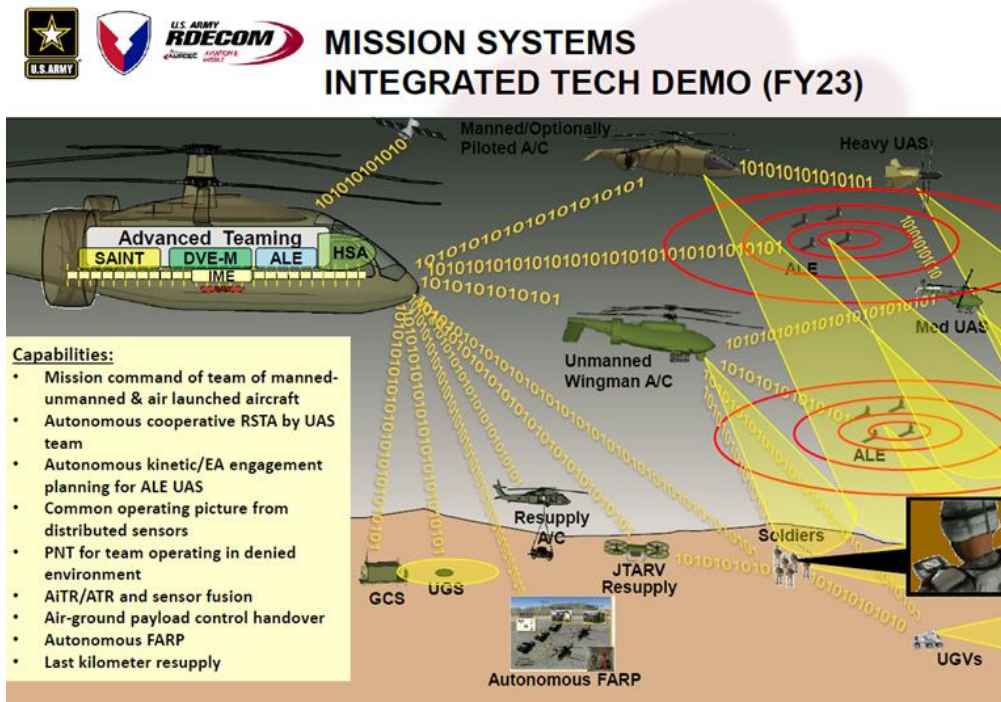 U.S. ARMY
U.S. ARMY
RDECOM
AMRDEC AVIATION &
MISSILE
MISSION SYSTEMS
INTEGRATED TECH DEMO (FY23)
Manned/Optionally
Piloted A/C
Heavy UAS
10101010101010
1010101010101010101
101010101010101
Advanced Teaming
SAINT
DVE-M
ALE
HSA
IME
ALE
Med UAS
Unmanned
Wingman A/C
ALE
Capabilities:
• Mission command of team of manned-
unmanned & air launched aircraft
• Autonomous cooperative RSTA by UAS
team
• Autonomous kinetic/EA engagement
planning for ALE UAS
• Common operating picture from
distributed sensors
• PNT for team operating in denied
environment
• AiTR/ATR and sensor fusion
• Air-ground payload control handover
• Autonomous FARP
• Last kilometer resupply
Resupply
A/C
Soldiers
GCS
UGS
JTARV
Resupply
Autonomous FARP
UGVs